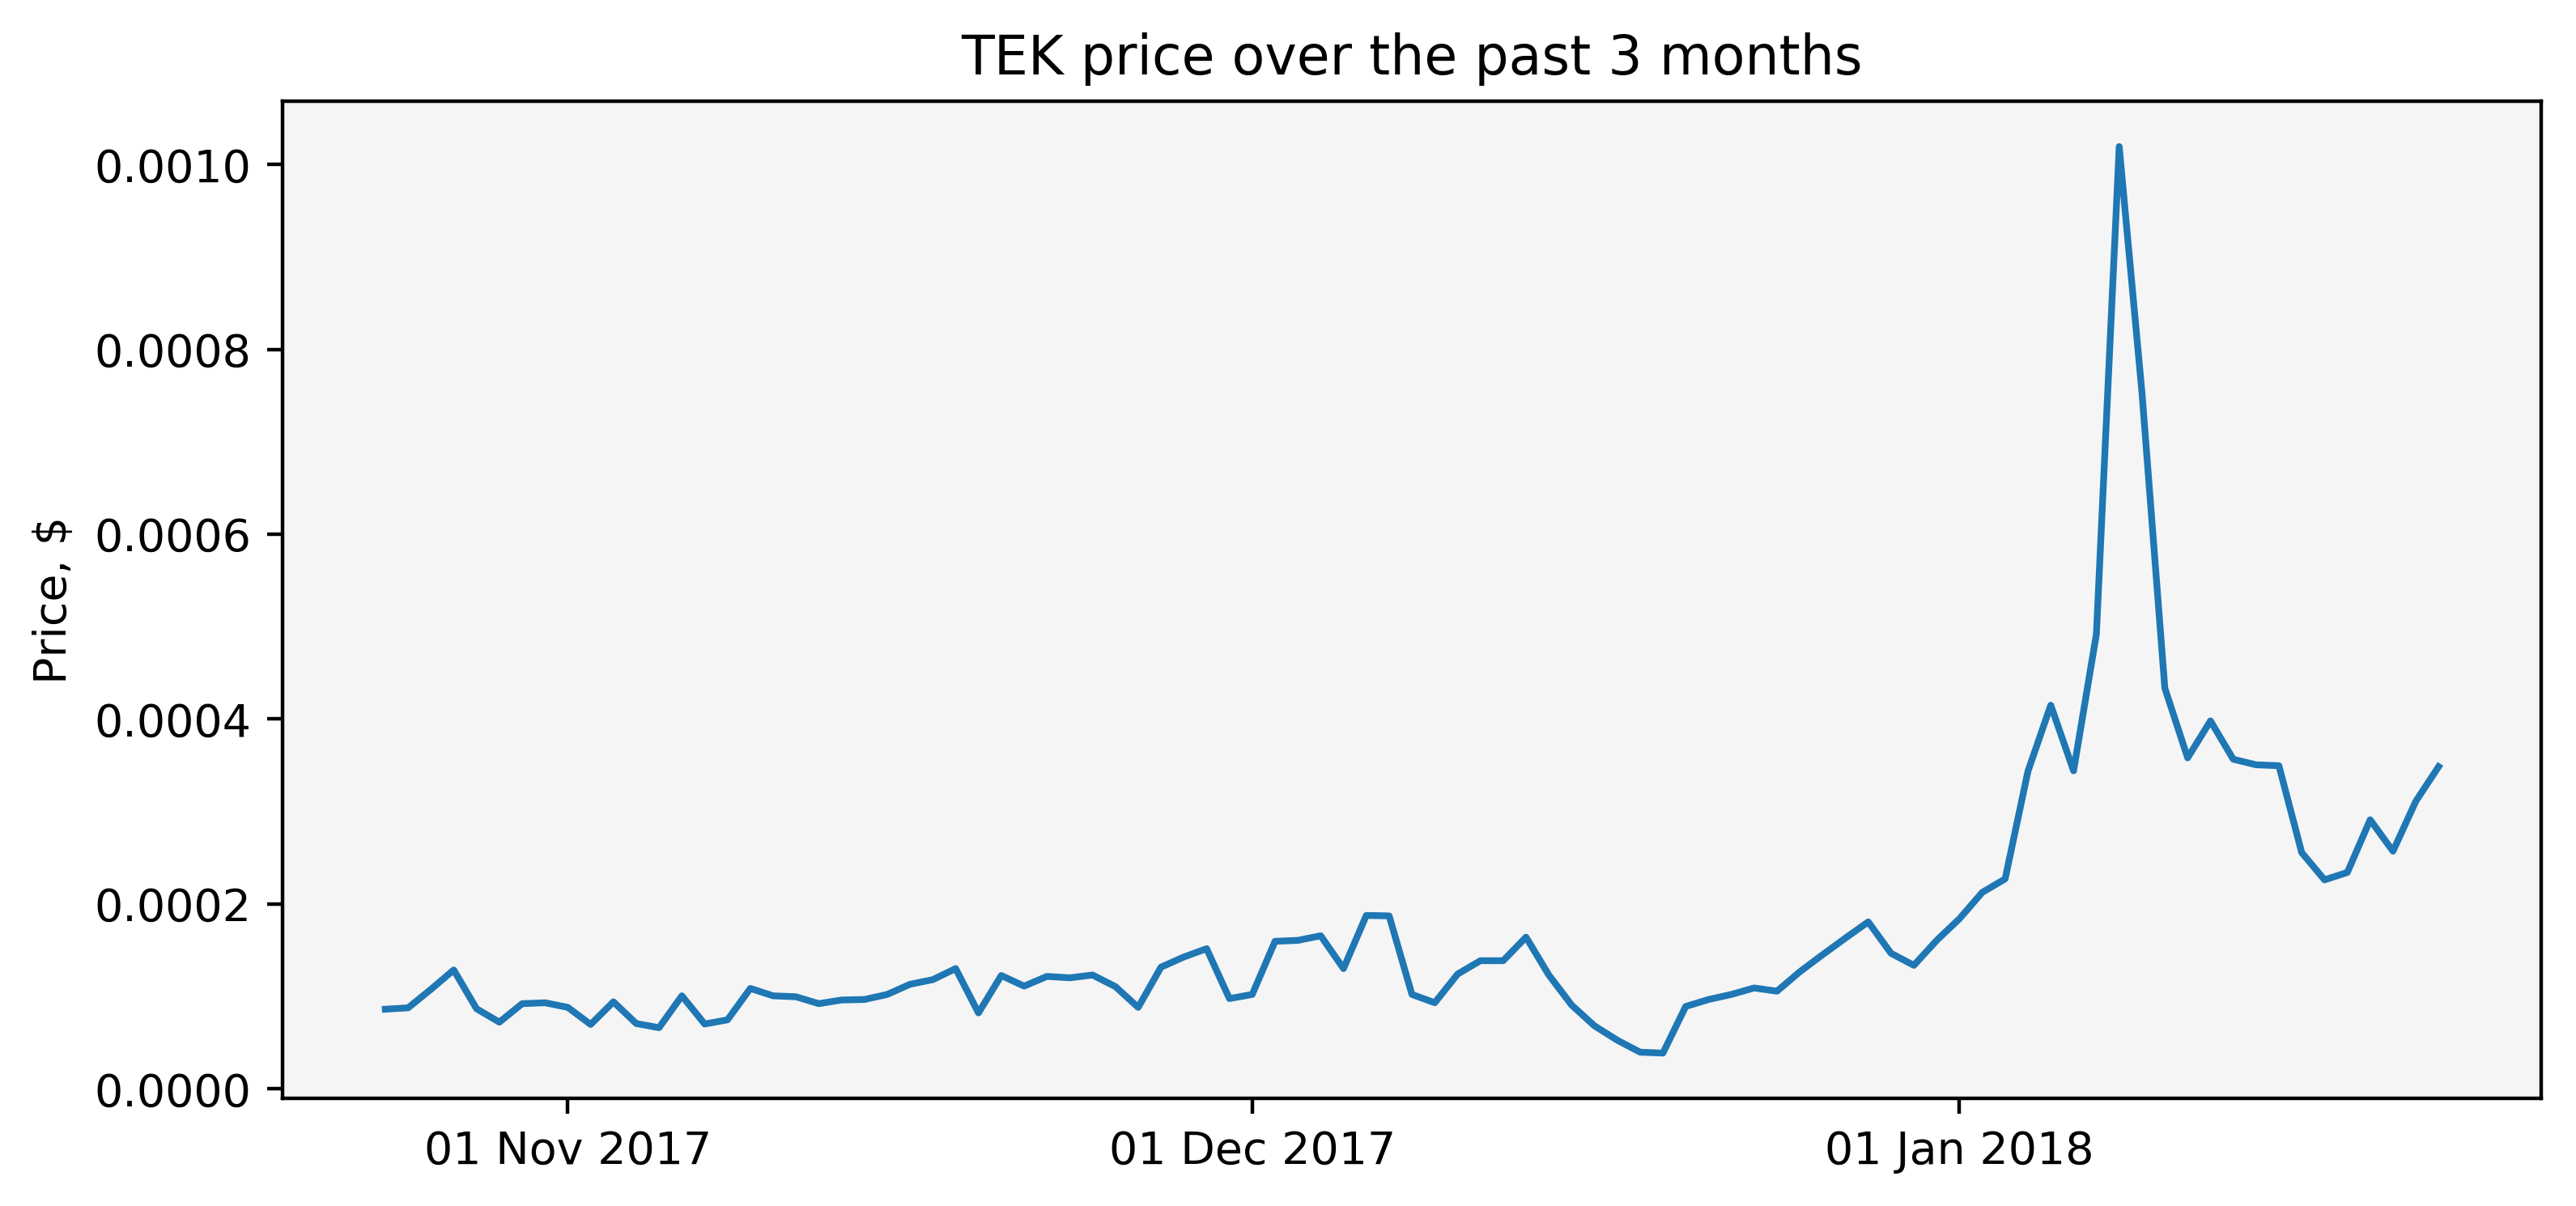 TEK price over the past 3 months
Price, $
0.0010
0.0008
0.0006
0.0004
0.0002
0.0000
01 Nov 2017
01 Dec 2017
01 Jan 2018